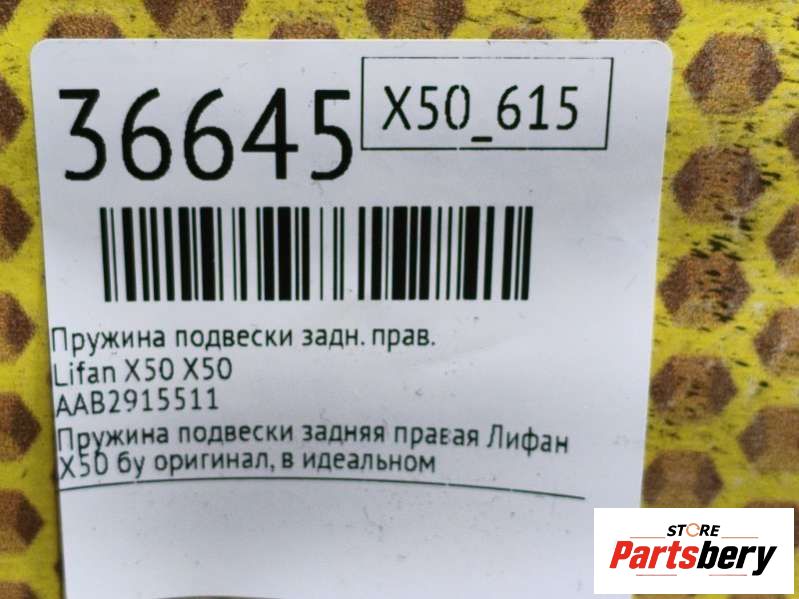 36645
X50_615
Пружина подвески задн. прав.
Lifan X50 X50
AAB2915511
Пружина подвески задняя правая Лифан
X50 бу оригинал, в идеальном
STORE
Partsbery